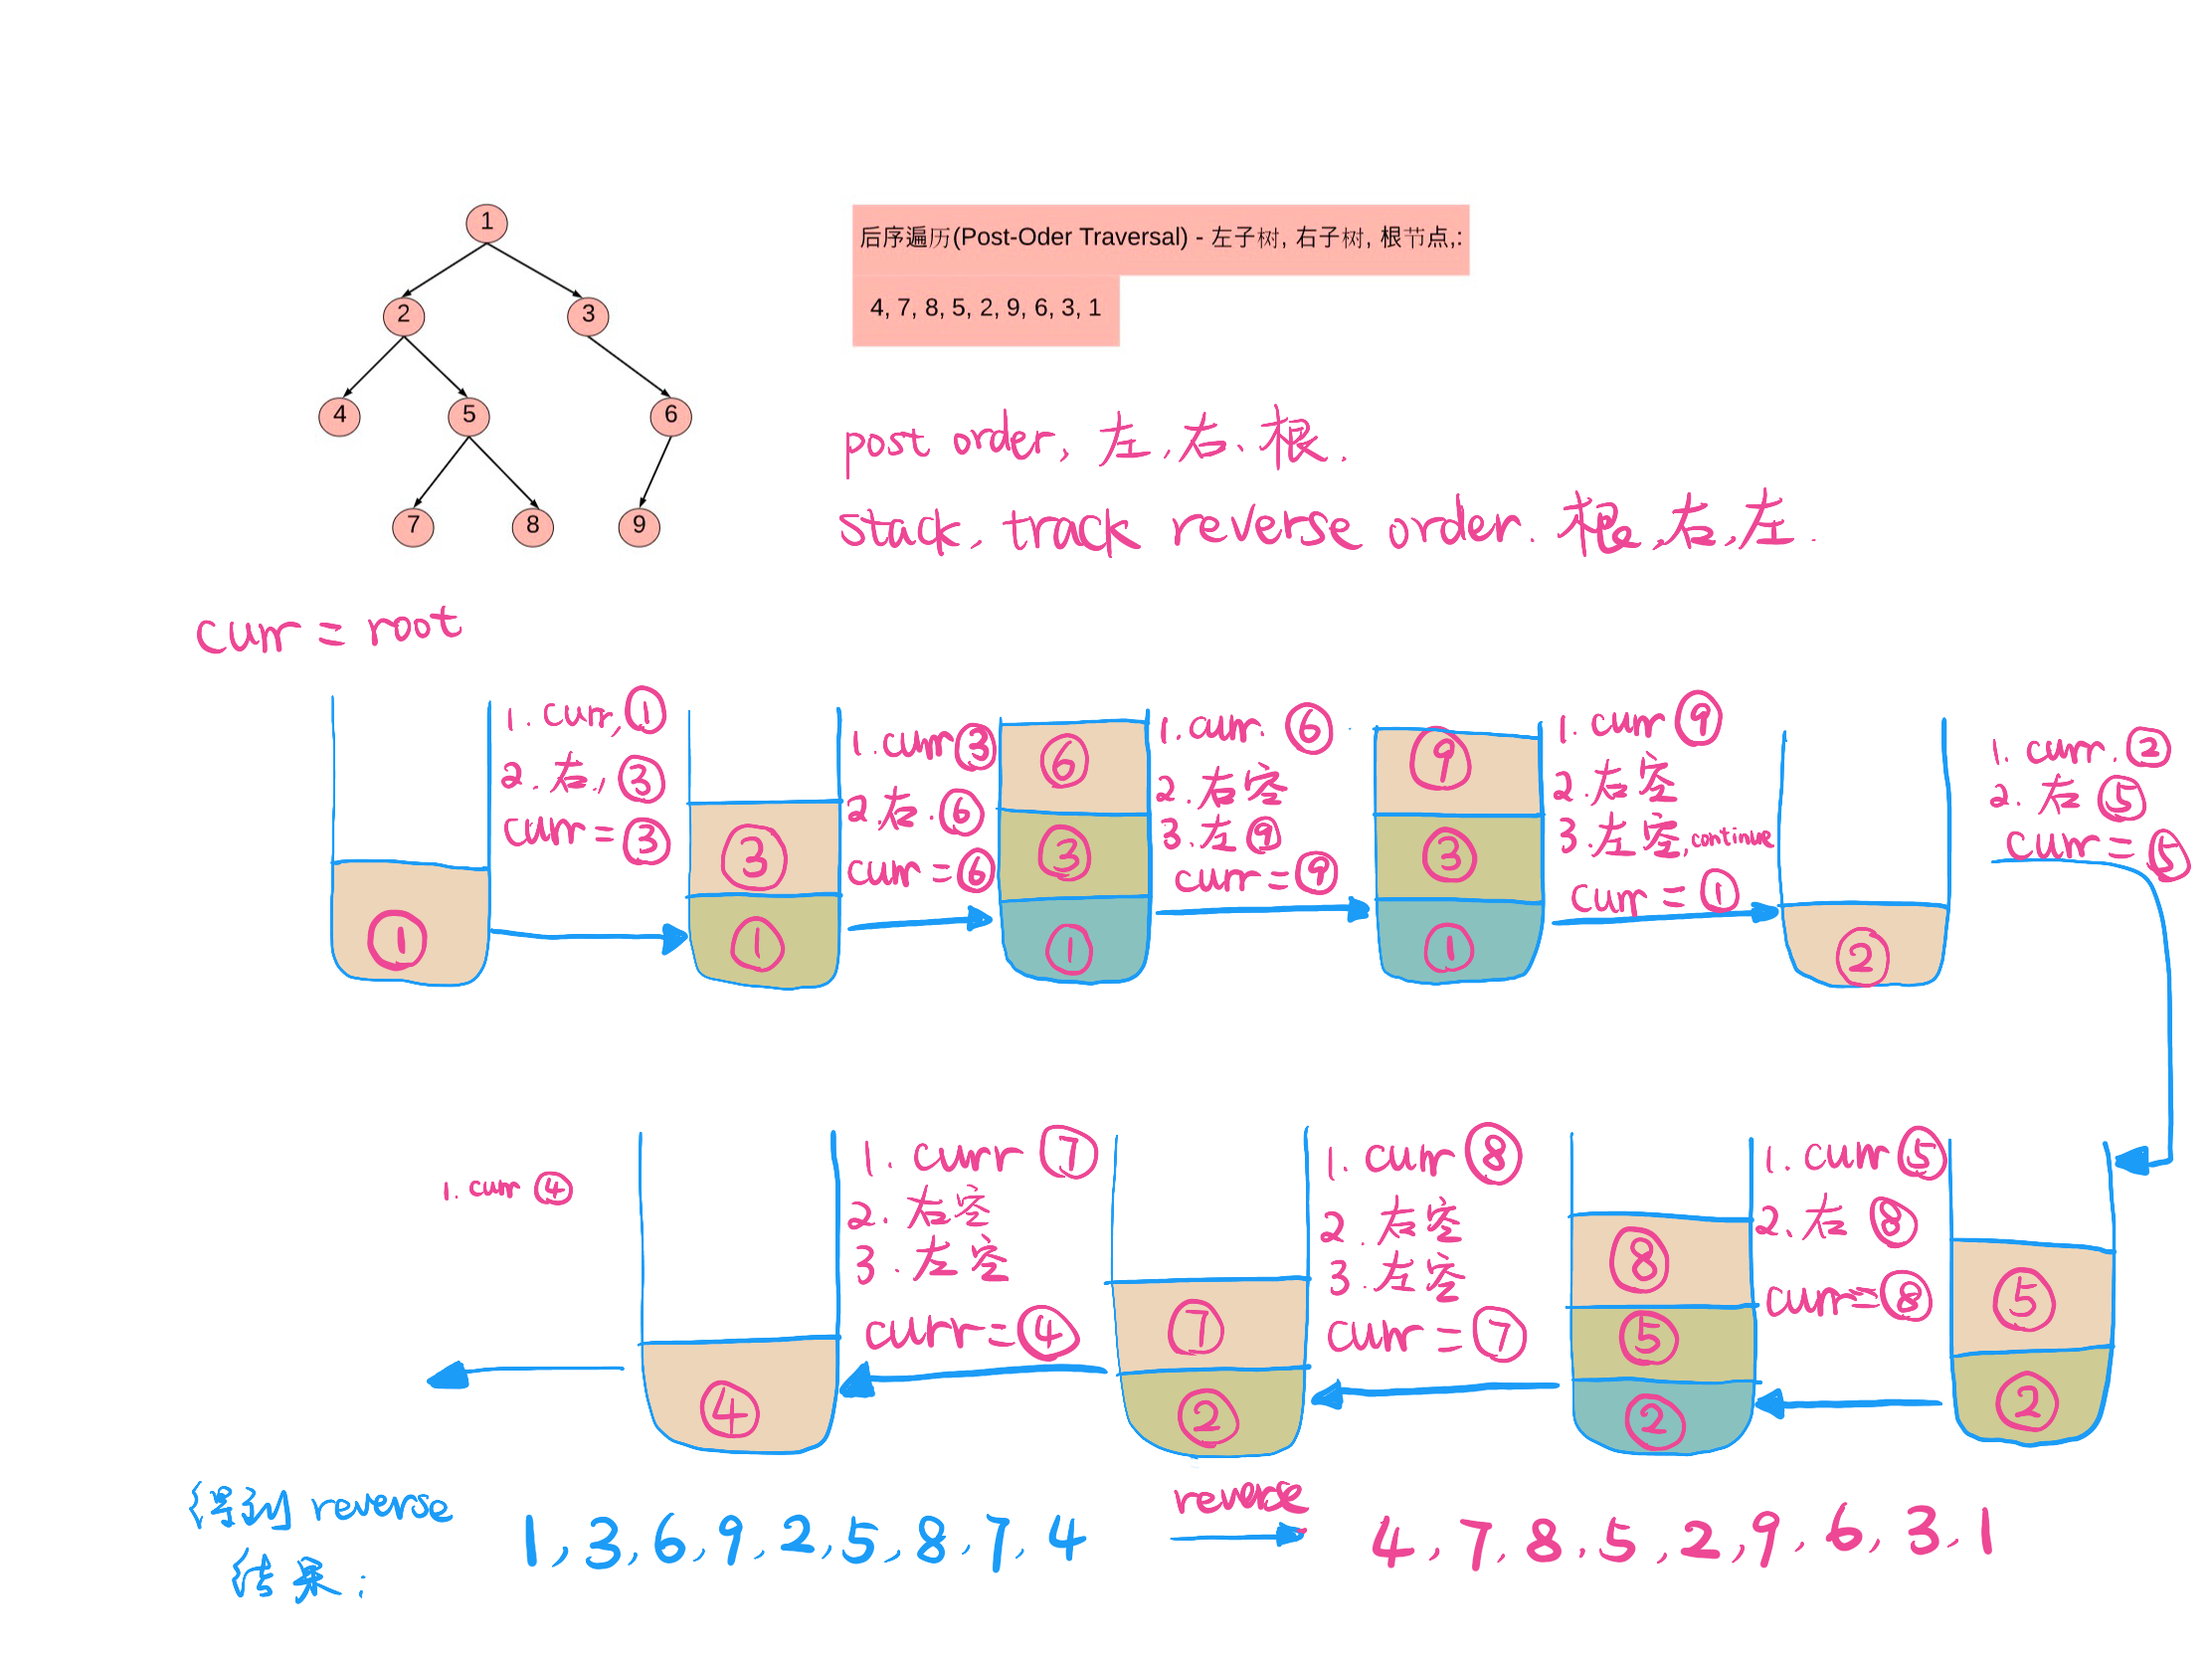 1
2 3
4 5 6
7 8 9
后序遍历(Post-Oder Traversal) - 左子树, 右子树, 根节点,:
4, 7, 8, 5, 2, 9, 6, 3, 1
post order, 左,右、根.
stack, track reverse order. 根,右,左.
curr = root
①
1. curr, ①
2. 右, ③
curr = ③
③
①
1. curr ③
2. 右. ⑥
curr = ⑥
⑥
③
①
1. curr. ⑥
2. 右空
3. 左⑨
curr = ⑨
⑨
③
①
1. curr ⑨
2. 右空
3. 左空, continue
curr = ①
②
1. curr. ②
2. 右 ⑤
curr = ⑤
⑤
②
1. curr ⑤
2. 右 ⑧
curr = ⑧
⑧
⑤
②
1. curr ⑧
2. 右空
3. 左空
curr = ⑦
⑦
②
1. curr ⑦
2. 右空
3. 左空
curr = ④
④
1. curr ④
得到 reverse
结果:
1, 3, 6, 9, 2, 5, 8, 7, 4
reverse
4, 7, 8, 5, 2, 9, 6, 3, 1